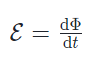 ℰ = dΦ/dt